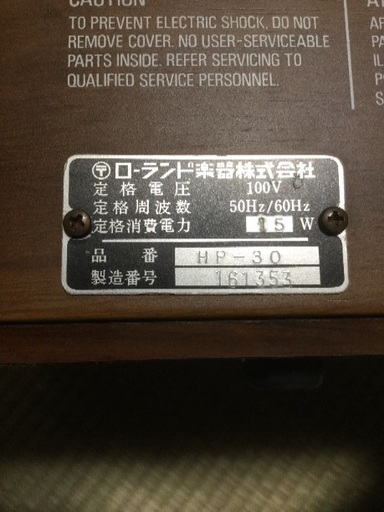 CAUTION
TO PREVENT ELECTRIC SHOCK, DO NOT
REMOVE COVER. NO USER-SERVICEABLE
PARTS INSIDE. REFER SERVICING TO
QUALIFIED SERVICE PERSONNEL.
〒 ローランド楽器株式会社
定格電圧 100V
定格周波数 50Hz/60Hz
定格消費電力 15 W
品番 HP-30
製造番号 161353